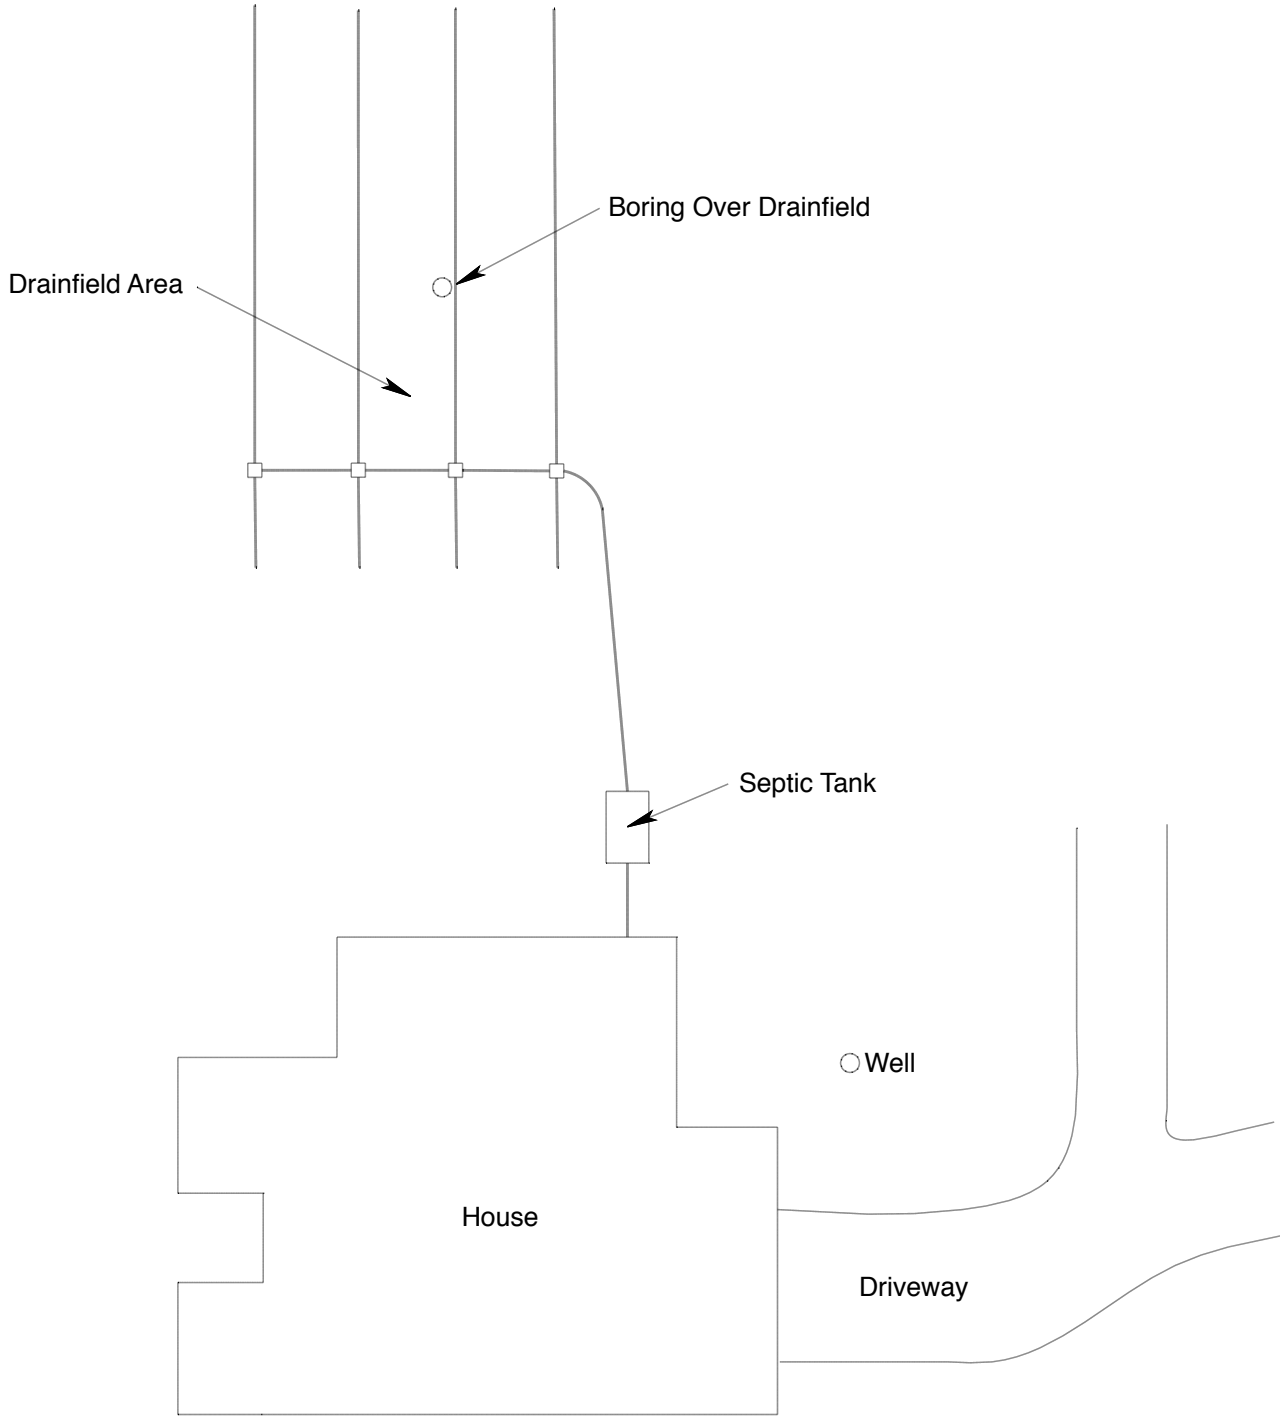 Boring Over Drainfield
Drainfield Area
Septic Tank
Well
House
Driveway